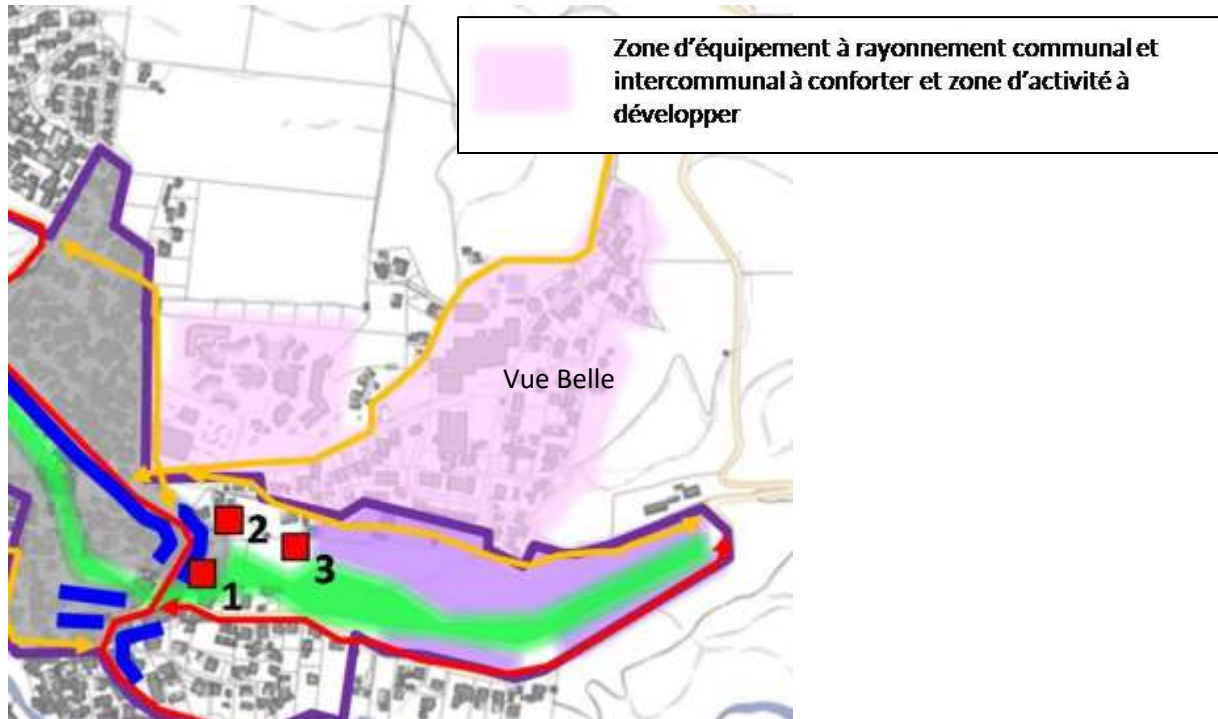 Zone d'équipement à rayonnement communal et
intercommunal à conforter et zone d'activité à
développer
Vue Belle
2
3
1